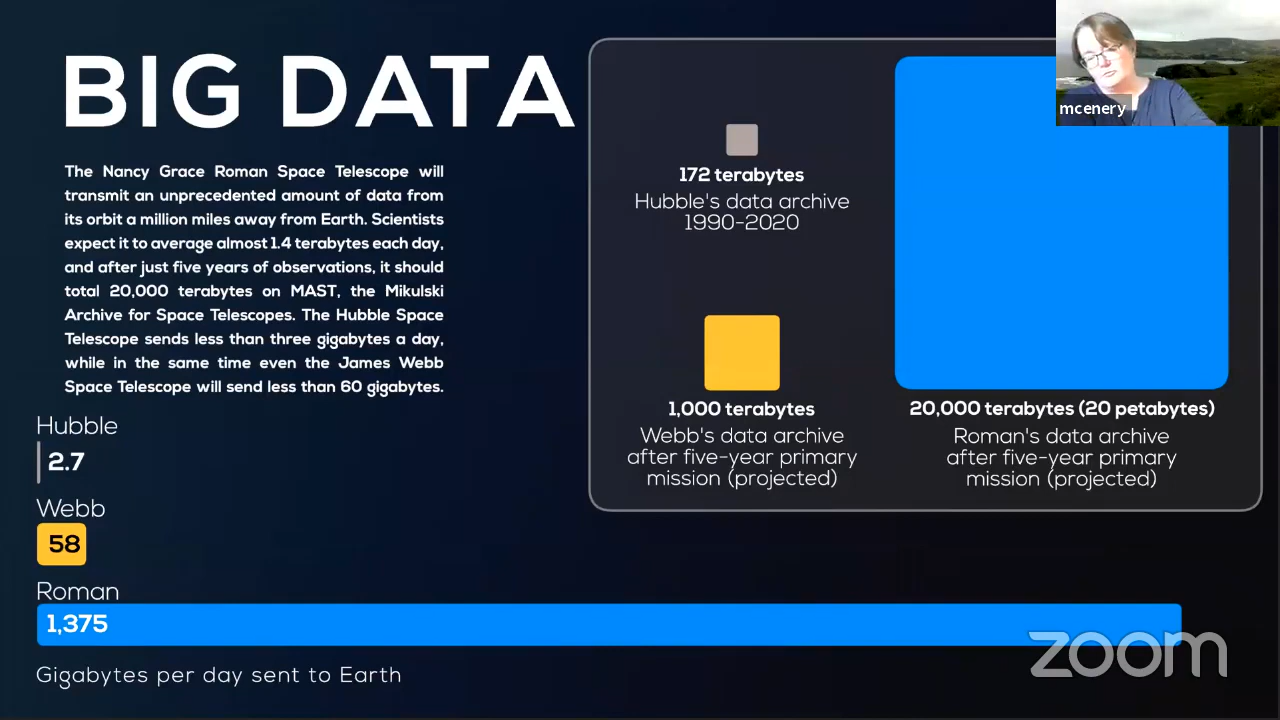 BIG DATA
The Nancy Grace Roman Space Telescope will
transmit an unprecedented amount of data from
its orbit a million miles away from Earth. Scientists
expect it to average almost 1.4 terabytes each day,
and after just five years of observations, it should
total 20,000 terabytes on MAST, the Mikulski
Archive for Space Telescopes. The Hubble Space
Telescope sends less than three gigabytes a day,
while in the same time even the James Webb
Space Telescope will send less than 60 gigabytes.
Hubble
2.7
Webb
58
Roman
1,375
Gigabytes per day sent to Earth
172 terabytes
Hubble's data archive
1990-2020
1,000 terabytes
Webb's data archive
after five-year primary
mission (projected)
20,000 terabytes (20 petabytes)
Roman's data archive
after five-year primary
mission (projected)
mcenery
zoom